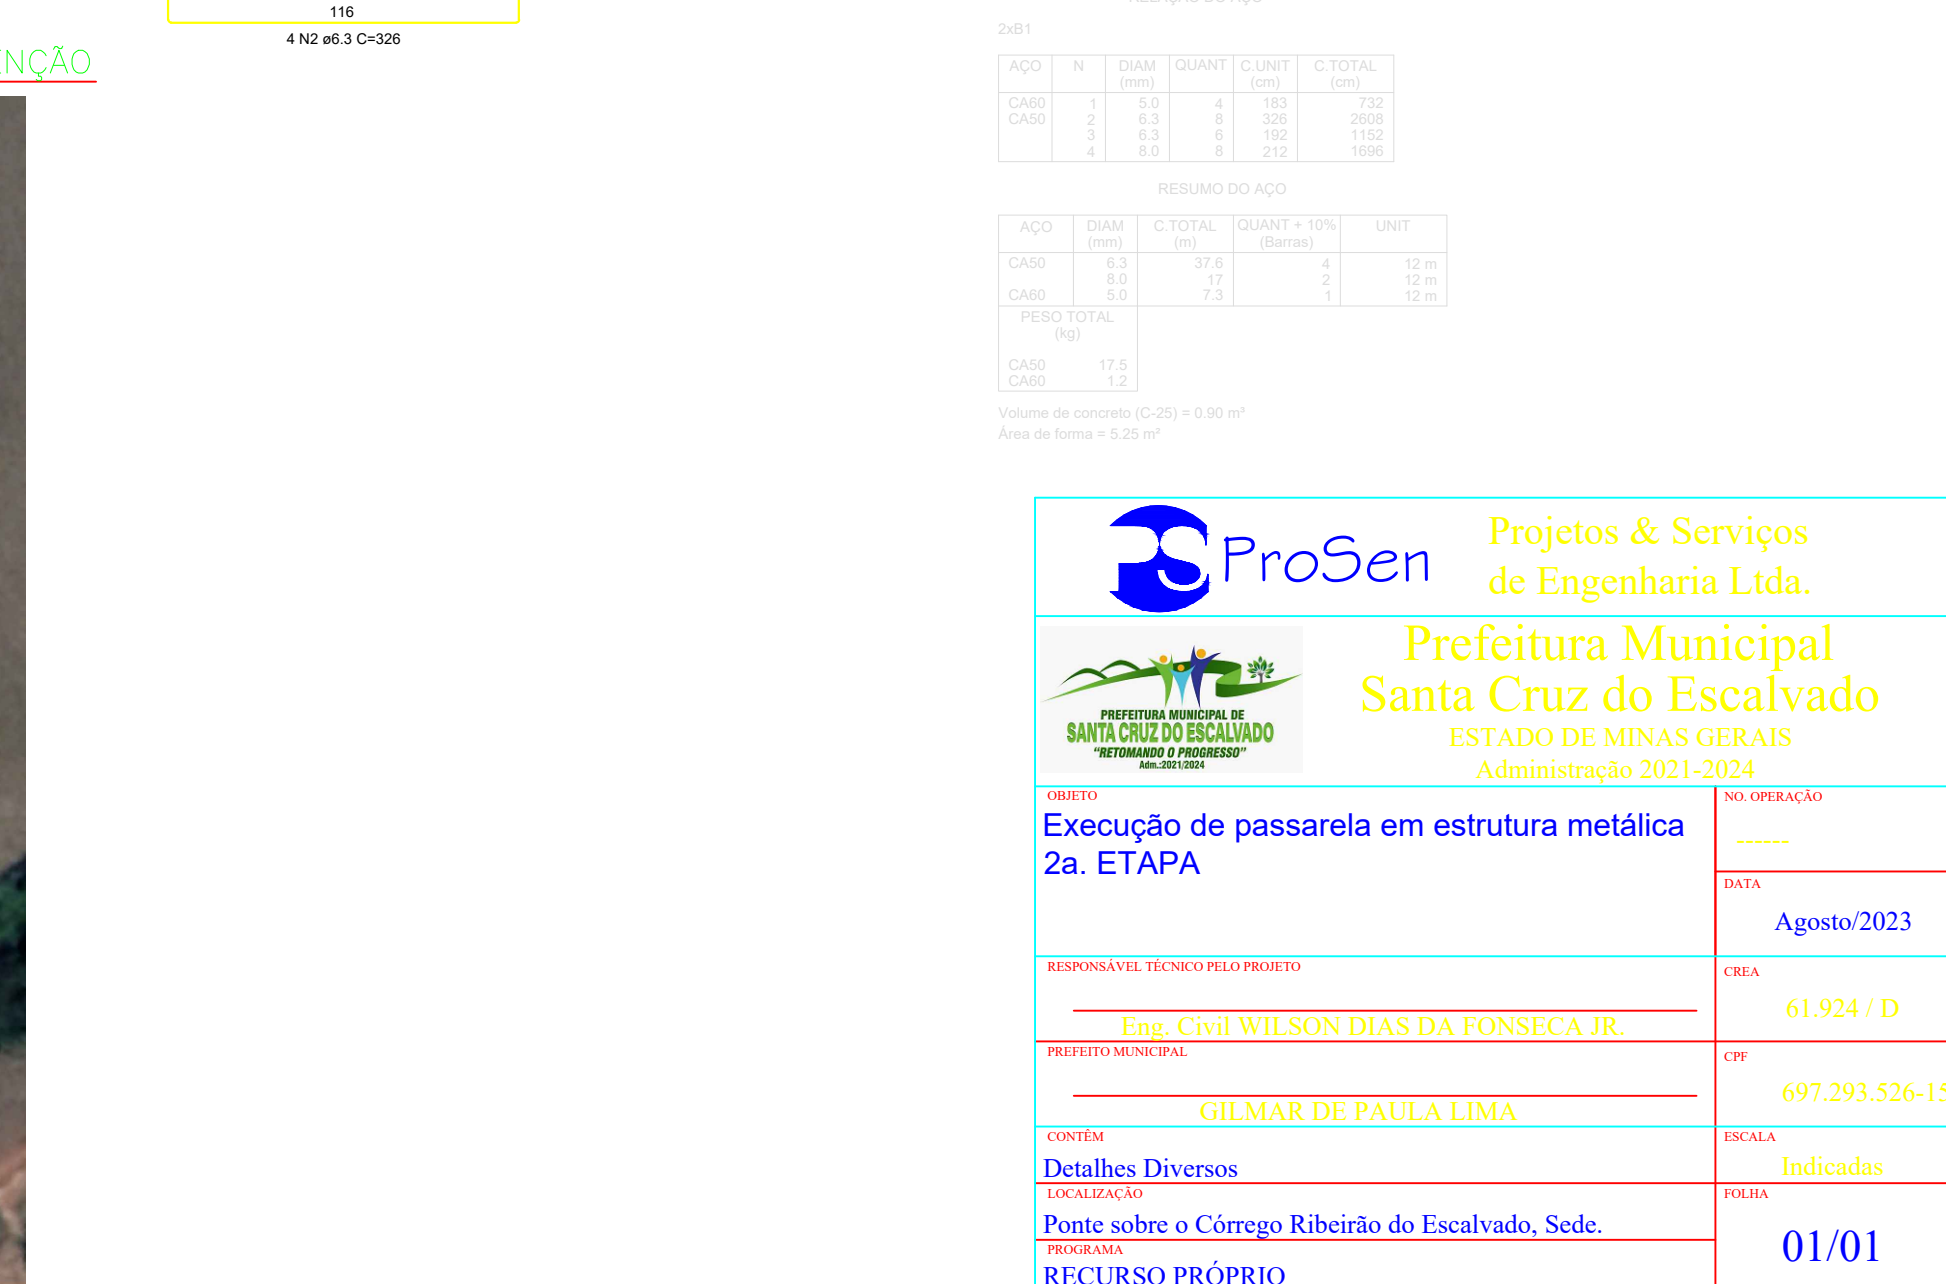 116
4 N2 ø6.3 C=326
NÇÃO
RELAÇÃO DO AÇO
2xB1
AÇO N DIAM QUANT C.UNIT C.TOTAL
(mm) (cm) (cm)
CA60 1 5.0 4 183 732
CA50 2 6.3 8 326 2608
3 6.3 6 192 1152
4 8.0 8 212 1696
RESUMO DO AÇO
AÇO DIAM C.TOTAL QUANT + 10% UNIT
(mm) (m) (Barras)
CA50 6.3 37.6 4 12 m
8.0 17 2 12 m
CA60 5.0 7.3 1 12 m
PESO TOTAL
(kg)
CA50 17.5
CA60 1.2
Volume de concreto (C-25) = 0.90 m³
Área de forma = 5.25 m²
PS ProSen
Projetos & Serviços
de Engenharia Ltda.
PREFEITURA MUNICIPAL DE
SANTA CRUZ DO ESCALVADO
"RETOMANDO O PROGRESSO"
Adm.:2021/2024
Prefeitura Municipal
Santa Cruz do Escalvado
ESTADO DE MINAS GERAIS
Administração 2021-2024
OBJETO
Execução de passarela em estrutura metálica
2a. ETAPA
NO. OPERAÇÃO
------
DATA
Agosto/2023
RESPONSÁVEL TÉCNICO PELO PROJETO
Eng. Civil WILSON DIAS DA FONSECA JR.
CREA
61.924 / D
PREFEITO MUNICIPAL
GILMAR DE PAULA LIMA
CPF
697.293.526-15
CONTÊM
Detalhes Diversos
ESCALA
Indicadas
LOCALIZAÇÃO
Ponte sobre o Córrego Ribeirão do Escalvado, Sede.
FOLHA
01/01
PROGRAMA
RECURSO PRÓPRIO